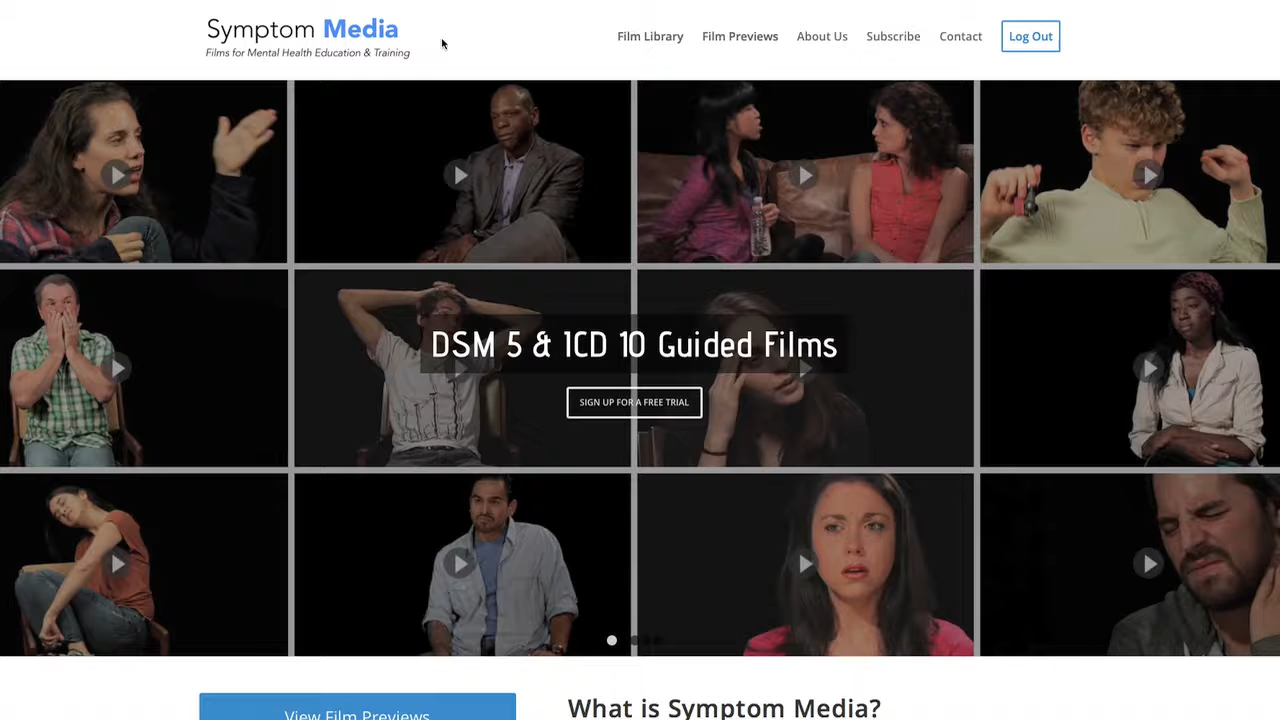 Symptom Media
Films for Mental Health Education & Training
Film Library
Film Previews
About Us
Subscribe
Contact
Log Out
DSM 5 & ICD 10 Guided Films
SIGN UP FOR A FREE TRIAL
View Film Previews
What is Symptom Media?